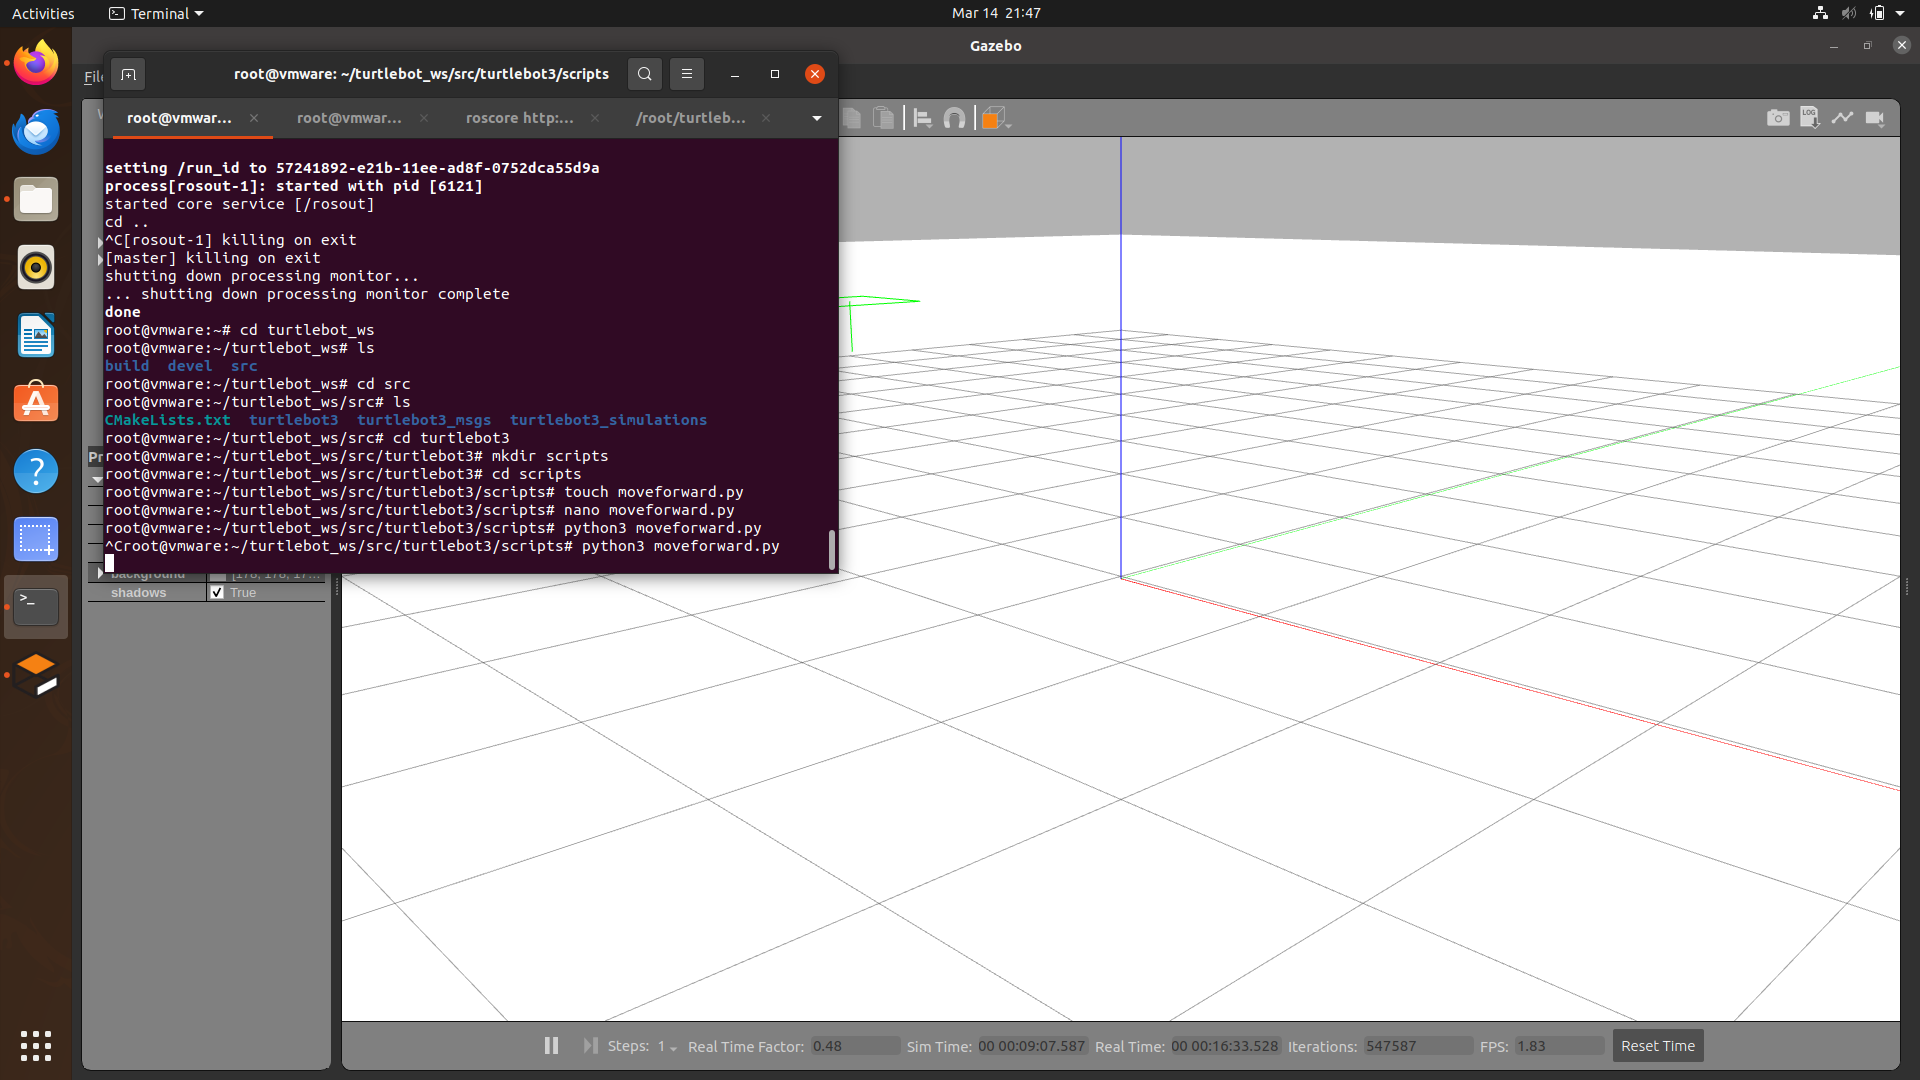 Activities
Terminal
Mar 14 21:47
Gazebo
root@vmware: ~/turtlebot_ws/src/turtlebot3/scripts
root@vmwar...
root@vmwar...
roscore http:...
/root/turtleb...
setting /run_id to 57241892-e21b-11ee-ad8f-0752dca55d9a
process[rosout-1]: started with pid [6121]
started core service [/rosout]
cd ..
^C[rosout-1] killing on exit
[master] killing on exit
shutting down processing monitor...
... shutting down processing monitor complete
done
root@vmware:~# cd turtlebot_ws
root@vmware:~/turtlebot_ws# ls
build  devel  src
root@vmware:~/turtlebot_ws# cd src
root@vmware:~/turtlebot_ws/src# ls
CMakeLists.txt  turtlebot3  turtlebot3_msgs  turtlebot3_simulations
root@vmware:~/turtlebot_ws/src# cd turtlebot3
root@vmware:~/turtlebot_ws/src/turtlebot3# mkdir scripts
root@vmware:~/turtlebot_ws/src/turtlebot3# cd scripts
root@vmware:~/turtlebot_ws/src/turtlebot3/scripts# touch moveforward.py
root@vmware:~/turtlebot_ws/src/turtlebot3/scripts# nano moveforward.py
root@vmware:~/turtlebot_ws/src/turtlebot3/scripts# python3 moveforward.py
^Croot@vmware:~/turtlebot_ws/src/turtlebot3/scripts# python3 moveforward.py
background
shadows True
LOG
Steps: 1 Real Time Factor: 0.48 Sim Time: 00 00:09:07.587 Real Time: 00 00:16:33.528 Iterations: 547587 FPS: 1.83 Reset Time